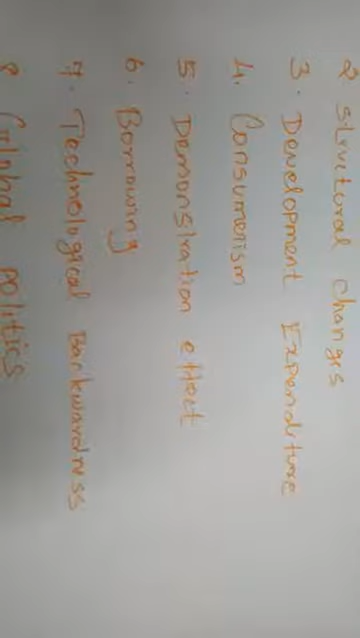 2 Structural Changes
3. Development Expenditure
4. Consumerism
5. Demonstration effect
6. Borrowing
7. Technological Backwardness
8 Global politics